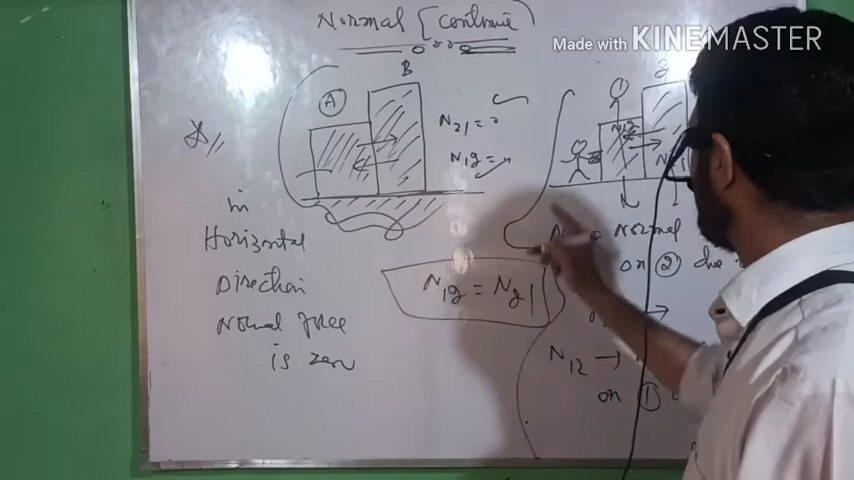 Made with KINEMASTER
Normal (continue)
A
B
N21 = ?
N12 =
in
Horizontal
Direction
Normal force
is zero
N12 = N21
N12
2
Normal
on 2 due
N12 →
on 1